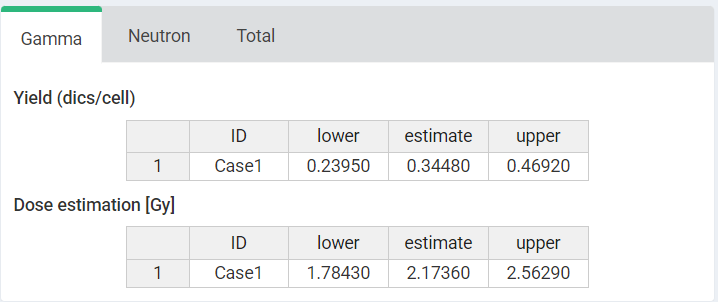 Gamma Neutron Total
Yield (dics/cell)
ID lower estimate upper
1 Case1 0.23950 0.34480 0.46920
Dose estimation [Gy]
ID lower estimate upper
1 Case1 1.78430 2.17360 2.56290